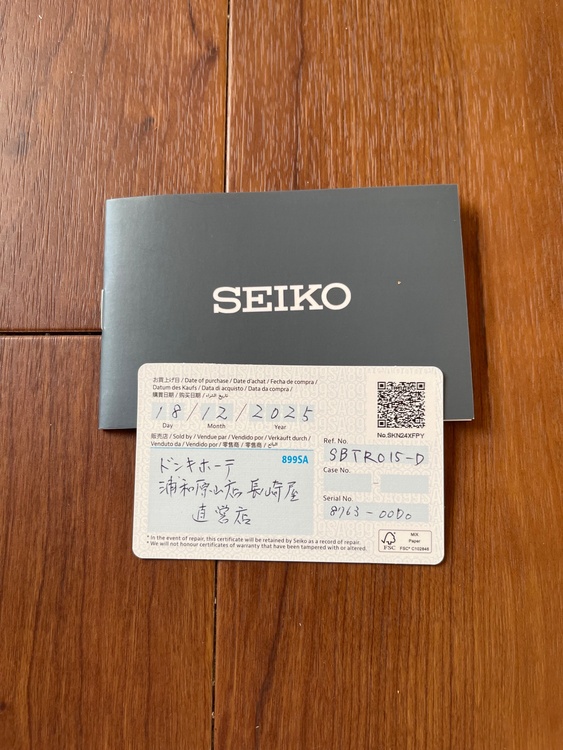 SEIKO
お買上げ日 / Date of purchase / Date d'achat / Fecha de compra /
Datum des Kaufs / Data di acquisto / Data da compra /
購買日期 / 购买日期 / تاريخ الشراء
18/12/2025
Day Month Year
No.SKN24XFPY
販売店 / Sold by / Vendue par / Vendido por / Verkauft durch /
Venduto da / Vendido por / 零售商 / 零售商 / البائع
899SA
ドンキホーテ
浦和原山店 長崎屋
直営店
Ref. No.
SBTR015-D
Case No.
-
Serial No.
8763-00D0
* In the event of repair, this certificate will be retained by Seiko as a record of repair.
* We will not honour certificates of warranty that have been tampered with or altered.
FSC
MIX
Paper
FSC® C102848